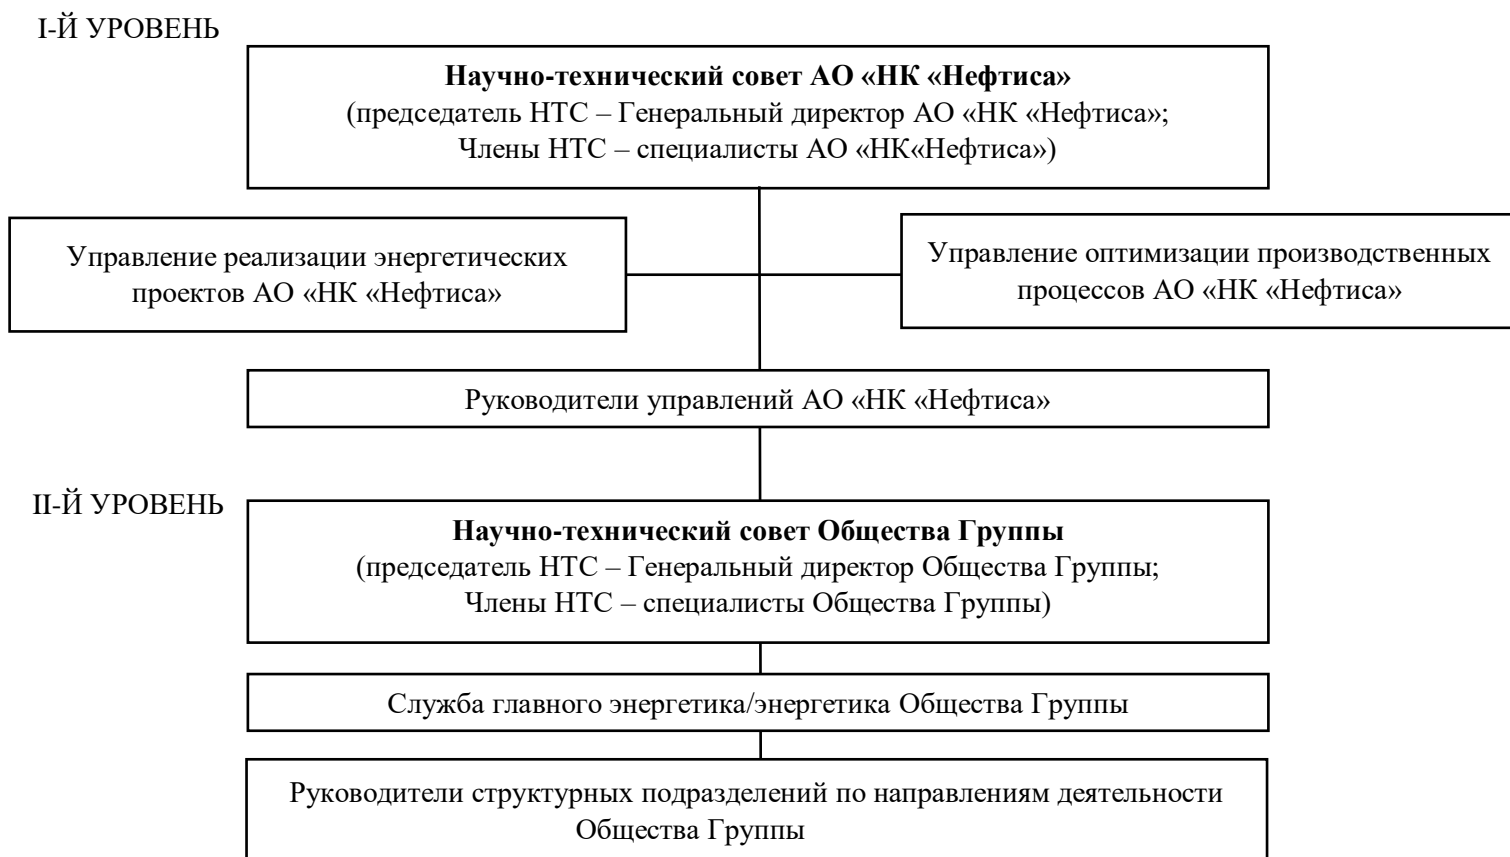 I-Й УРОВЕНЬ
Научно-технический совет АО «НК «Нефтиса»
(председатель НТС – Генеральный директор АО «НК «Нефтиса»;
Члены НТС – специалисты АО «НК«Нефтиса»)
Управление реализации энергетических
проектов АО «НК «Нефтиса»
Управление оптимизации производственных
процессов АО «НК «Нефтиса»
Руководители управлений АО «НК «Нефтиса»
II-Й УРОВЕНЬ
Научно-технический совет Общества Группы
(председатель НТС – Генеральный директор Общества Группы;
Члены НТС – специалисты Общества Группы)
Служба главного энергетика/энергетика Общества Группы
Руководители структурных подразделений по направлениям деятельности
Общества Группы